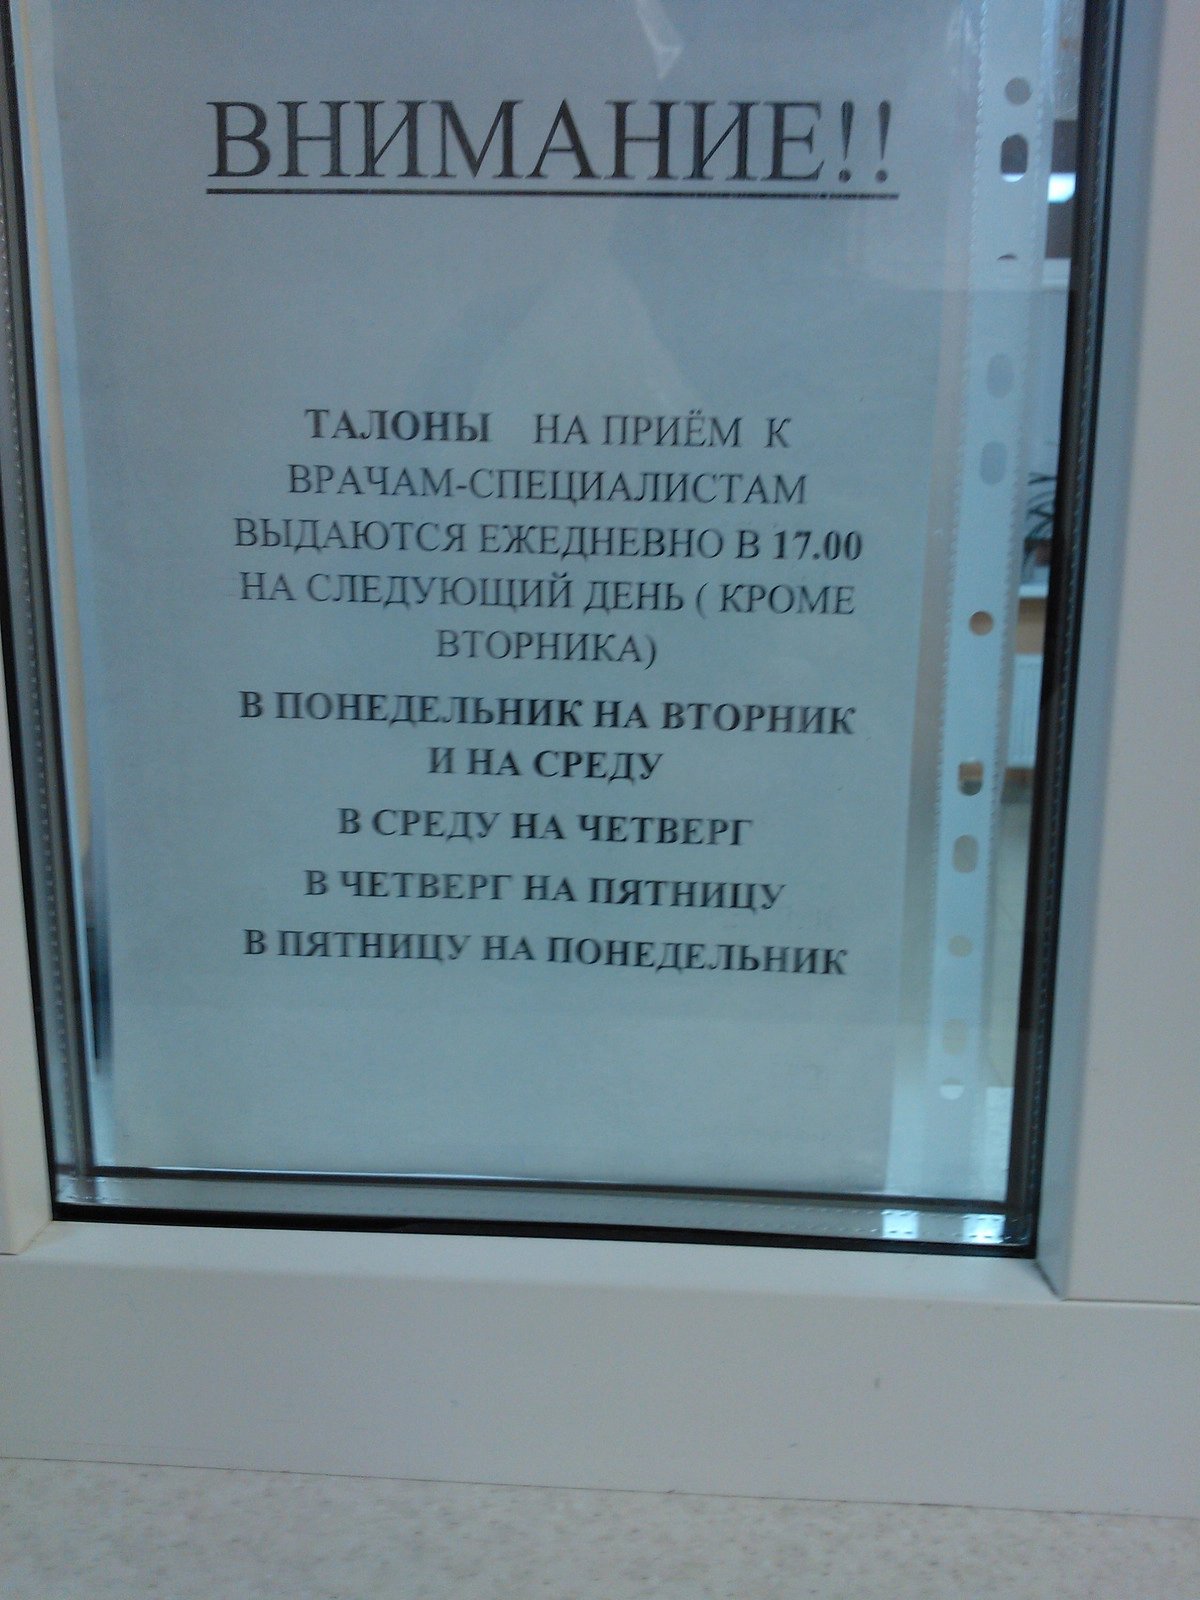 ВНИМАНИЕ!!
ТАЛОНЫ НА ПРИЁМ К
ВРАЧАМ-СПЕЦИАЛИСТАМ
ВЫДАЮТСЯ ЕЖЕДНЕВНО В 17.00
НА СЛЕДУЮЩИЙ ДЕНЬ ( КРОМЕ
ВТОРНИКА)
В ПОНЕДЕЛЬНИК НА ВТОРНИК
И НА СРЕДУ
В СРЕДУ НА ЧЕТВЕРГ
В ЧЕТВЕРГ НА ПЯТНИЦУ
В ПЯТНИЦУ НА ПОНЕДЕЛЬНИК